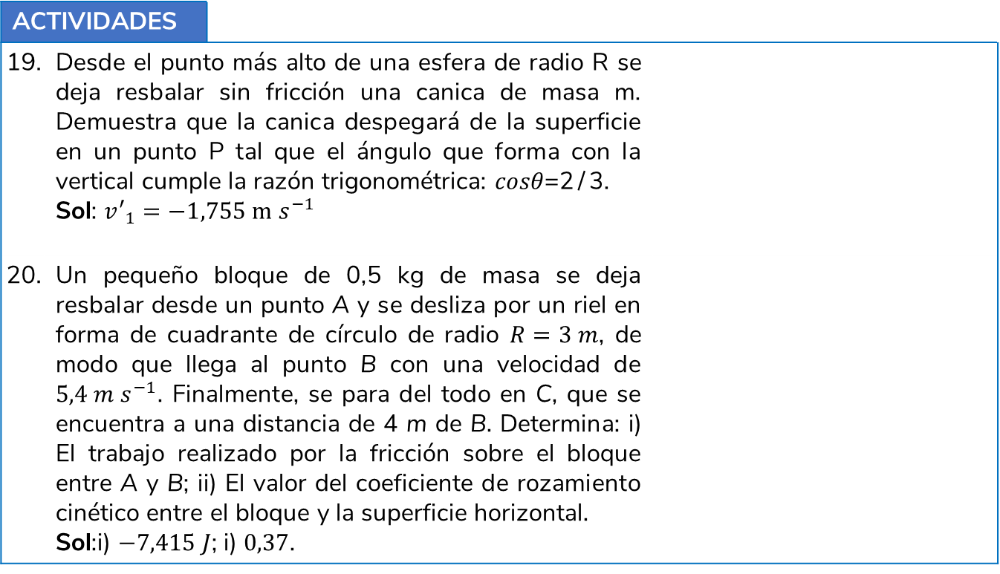 ACTIVIDADES
19. Desde el punto más alto de una esfera de radio R se
deja resbalar sin fricción una canica de masa m.
Demuestra que la canica despegará de la superficie
en un punto P tal que el ángulo que forma con la
vertical cumple la razón trigonométrica: cosθ=2/3.
Sol: v′₁ = −1,755 m s⁻¹
20. Un pequeño bloque de 0,5 kg de masa se deja
resbalar desde un punto A y se desliza por un riel en
forma de cuadrante de círculo de radio R = 3 m, de
modo que llega al punto B con una velocidad de
5,4 m s⁻¹. Finalmente, se para del todo en C, que se
encuentra a una distancia de 4 m de B. Determina: i)
El trabajo realizado por la fricción sobre el bloque
entre A y B; ii) El valor del coeficiente de rozamiento
cinético entre el bloque y la superficie horizontal.
Sol:i) −7,415 J; i) 0,37.